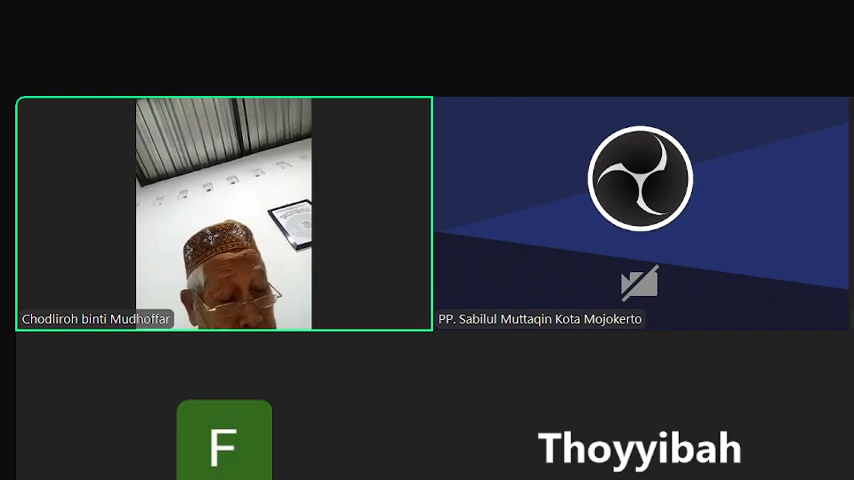 Chodliroh binti Mudhoffar
PP. Sabilul Muttaqin Kota Mojokerto
F
Thoyyibah